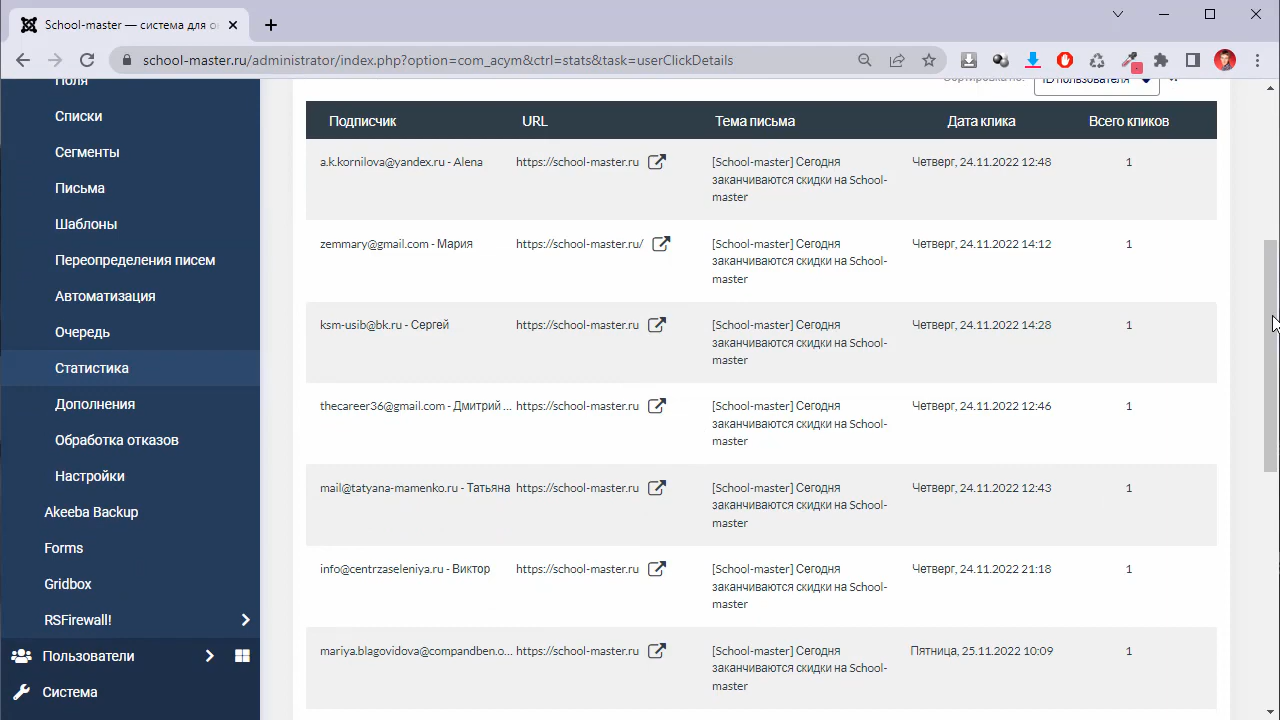 School-master — система для о
school-master.ru/administrator/index.php?option=com_acym&ctrl=stats&task=userClickDetails
Поля
Списки
Сегменты
Письма
Шаблоны
Переопределения писем
Автоматизация
Очередь
Статистика
Дополнения
Обработка отказов
Настройки
Akeeba Backup
Forms
Gridbox
RSFirewall!
Пользователи
Система
Сортировка по: ID пользователя
Подписчик URL Тема письма Дата клика Всего кликов
a.k.kornilova@yandex.ru - Alena https://school-master.ru [School-master] Сегодня Четверг, 24.11.2022 12:48 1
заканчиваются скидки на School-
master
zemmary@gmail.com - Мария https://school-master.ru/ [School-master] Сегодня Четверг, 24.11.2022 14:12 1
заканчиваются скидки на School-
master
ksm-usib@bk.ru - Сергей https://school-master.ru [School-master] Сегодня Четверг, 24.11.2022 14:28 1
заканчиваются скидки на School-
master
thecareer36@gmail.com - Дмитрий ... https://school-master.ru [School-master] Сегодня Четверг, 24.11.2022 12:46 1
заканчиваются скидки на School-
master
mail@tatyana-mamenko.ru - Татьяна https://school-master.ru [School-master] Сегодня Четверг, 24.11.2022 12:43 1
заканчиваются скидки на School-
master
info@centrzaseleniya.ru - Виктор https://school-master.ru [School-master] Сегодня Четверг, 24.11.2022 21:18 1
заканчиваются скидки на School-
master
mariya.blagovidova@compandben.o... https://school-master.ru [School-master] Сегодня Пятница, 25.11.2022 10:09 1
заканчиваются скидки на School-
master